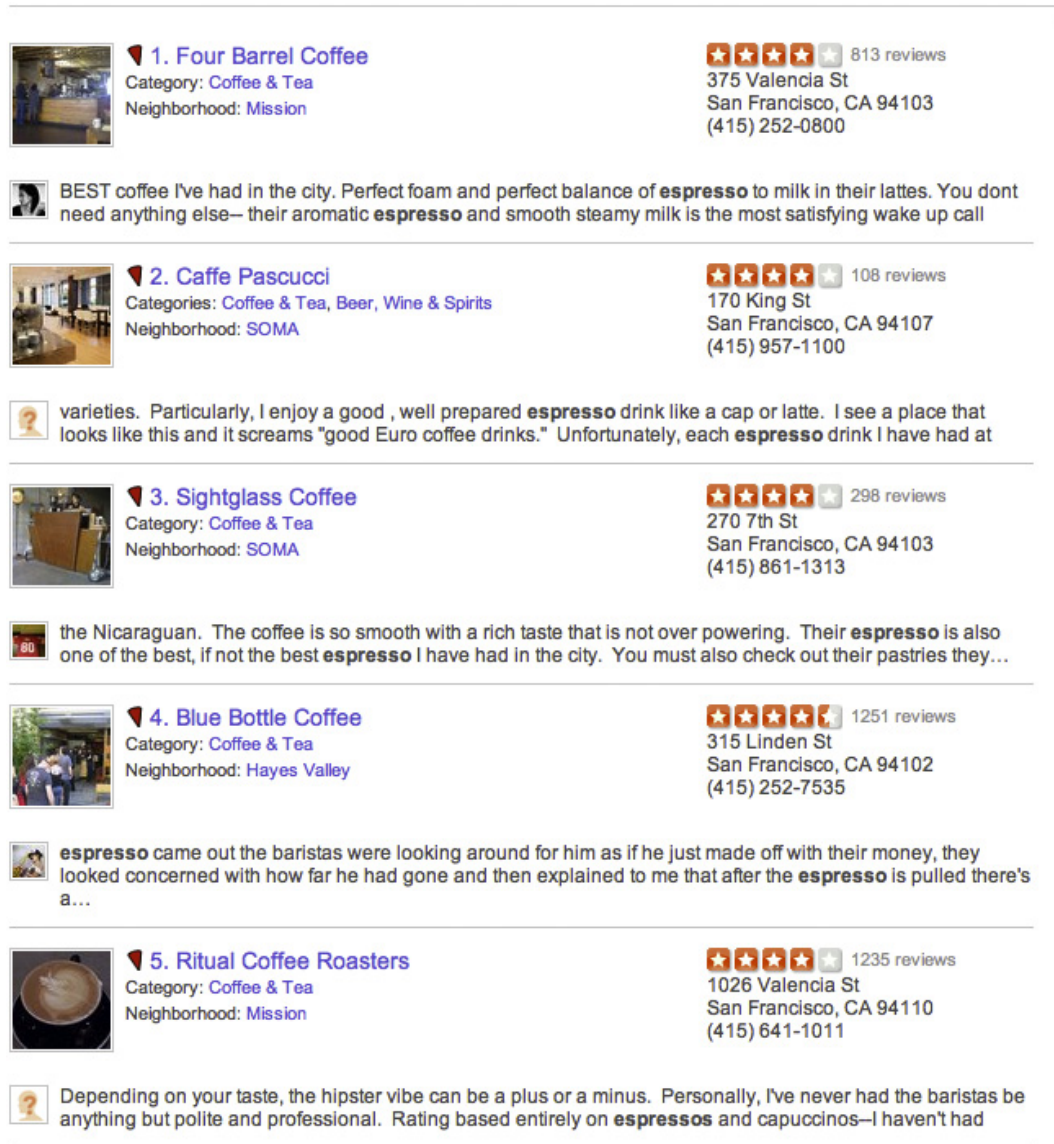 1. Four Barrel Coffee
Category: Coffee & Tea
Neighborhood: Mission
813 reviews
375 Valencia St
San Francisco, CA 94103
(415) 252-0800
BEST coffee I've had in the city. Perfect foam and perfect balance of espresso to milk in their lattes. You dont
need anything else-- their aromatic espresso and smooth steamy milk is the most satisfying wake up call
2. Caffe Pascucci
Categories: Coffee & Tea, Beer, Wine & Spirits
Neighborhood: SOMA
108 reviews
170 King St
San Francisco, CA 94107
(415) 957-1100
varieties. Particularly, I enjoy a good , well prepared espresso drink like a cap or latte. I see a place that
looks like this and it screams "good Euro coffee drinks." Unfortunately, each espresso drink I have had at
3. Sightglass Coffee
Category: Coffee & Tea
Neighborhood: SOMA
298 reviews
270 7th St
San Francisco, CA 94103
(415) 861-1313
80
the Nicaraguan. The coffee is so smooth with a rich taste that is not over powering. Their espresso is also
one of the best, if not the best espresso I have had in the city. You must also check out their pastries they...
4. Blue Bottle Coffee
Category: Coffee & Tea
Neighborhood: Hayes Valley
1251 reviews
315 Linden St
San Francisco, CA 94102
(415) 252-7535
espresso came out the baristas were looking around for him as if he just made off with their money, they
looked concerned with how far he had gone and then explained to me that after the espresso is pulled there's
a...
5. Ritual Coffee Roasters
Category: Coffee & Tea
Neighborhood: Mission
1235 reviews
1026 Valencia St
San Francisco, CA 94110
(415) 641-1011
Depending on your taste, the hipster vibe can be a plus or a minus. Personally, I've never had the baristas be
anything but polite and professional. Rating based entirely on espressos and capuccinos--I haven't had